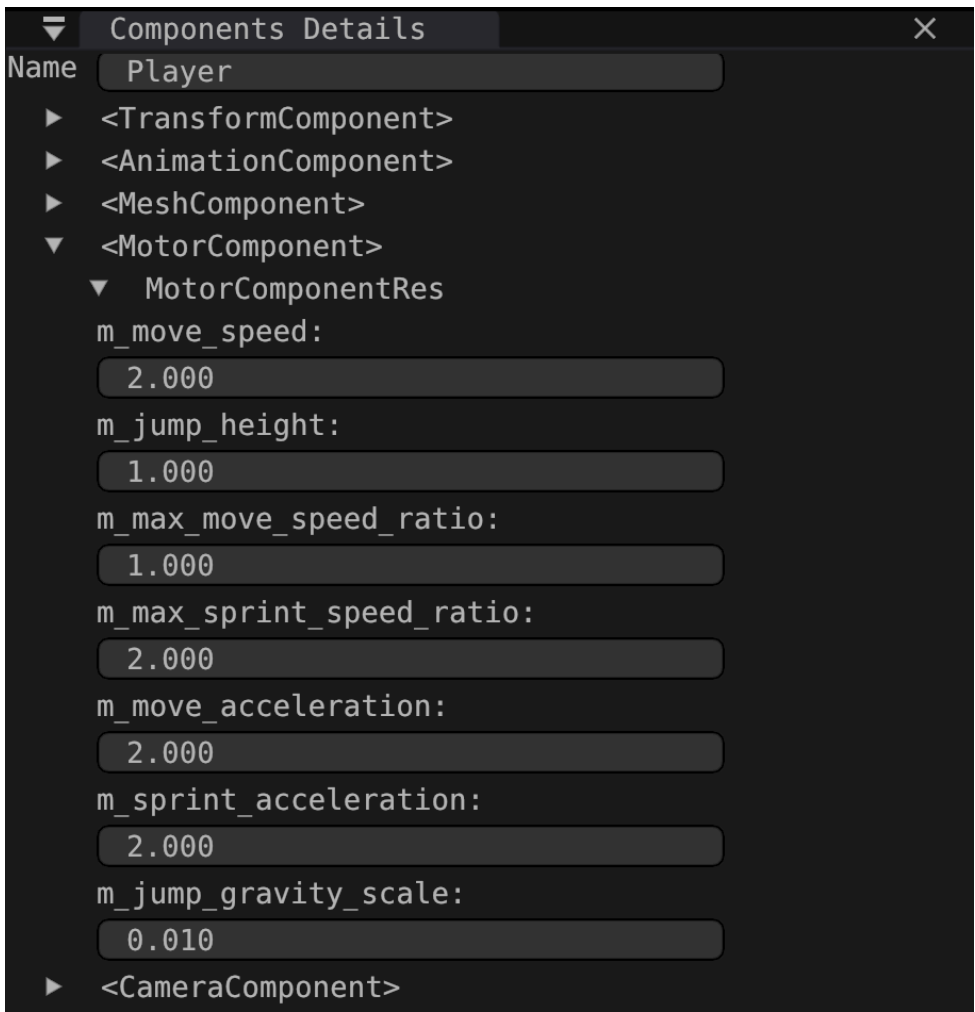 Components Details
Name Player
<TransformComponent>
<AnimationComponent>
<MeshComponent>
<MotorComponent>
MotorComponentRes
m_move_speed:
2.000
m_jump_height:
1.000
m_max_move_speed_ratio:
1.000
m_max_sprint_speed_ratio:
2.000
m_move_acceleration:
2.000
m_sprint_acceleration:
2.000
m_jump_gravity_scale:
0.010
<CameraComponent>